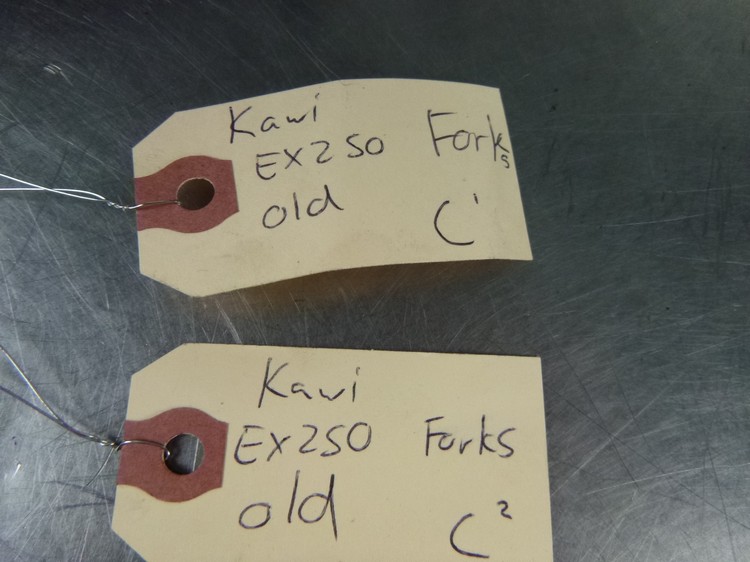 Kawi
EX250
old
Forks
C¹
Kawi
EX250
old
Forks
C²